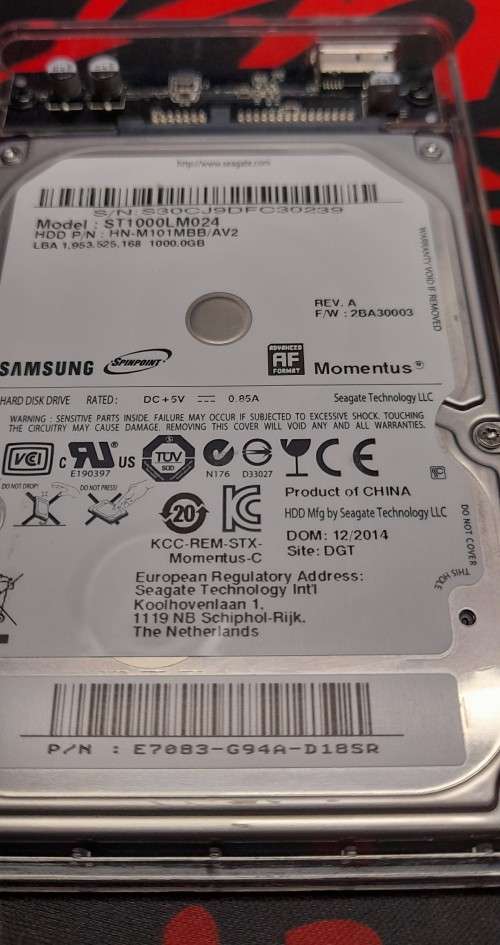 http://www.seagate.com
S/N: S30CJ9DFC30239
Model : ST1000LM024
HDD P/N : HN-M101MBB/AV2
LBA 1,953,525,168 1000.0GB
WARRANTY VOID IF REMOVED
REV. A
F/W : 2BA30003
SAMSUNG SPINPOINT
ADVANCED AF FORMAT
Momentus®
HARD DISK DRIVE RATED: DC+5V 0.85A Seagate Technology LLC
WARNING : SENSITIVE PARTS INSIDE. FAILURE MAY OCCUR IF SUBJECTED TO EXCESSIVE SHOCK. TOUCHING
THE CIRCUITRY MAY CAUSE DAMAGE. REMOVING THIS COVER WILL VOID ANY AND ALL WARRANTIES.
VCI
c RU® US
E190397
TÜV
SÜD
N176
D33027
CE
DO NOT DROP!
DO NOT PRESS!
20
Product of CHINA
HDD Mfg by Seagate Technology LLC
KCC-REM-STX-
Momentus-C
DOM: 12/2014
Site: DGT
DO NOT COVER
THIS HOLE
European Regulatory Address:
Seagate Technology Int'l
Koolhovenlaan 1,
1119 NB Schiphol-Rijk.
The Netherlands
P/N : E7083-G94A-D18SR